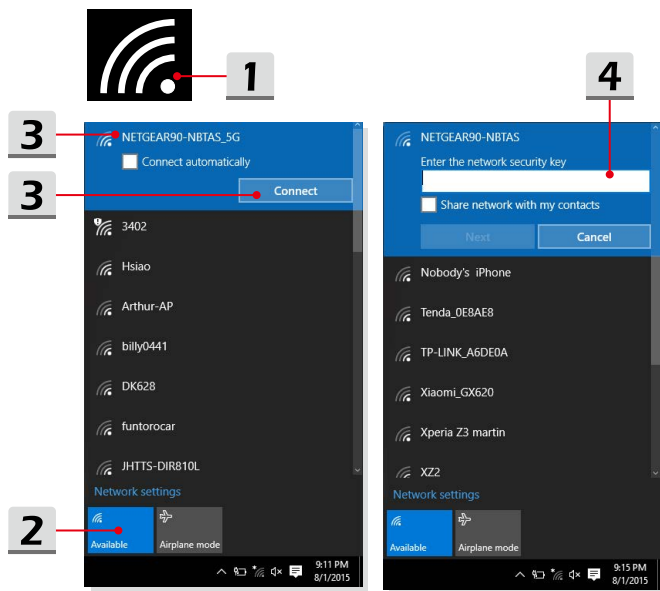 1
3
NETGEAR90-NBTAS_5G
Connect automatically
3
Connect
3402
Hsiao
Arthur-AP
billy0441
DK628
funtorocar
JHTTS-DIR810L
Network settings
2
Available
Airplane mode
9:11 PM
8/1/2015
4
NETGEAR90-NBTAS
Enter the network security key
Share network with my contacts
Next
Cancel
Nobody's iPhone
Tenda_0E8AE8
TP-LINK_A6DE0A
Xiaomi_GX620
Xperia Z3 martin
XZ2
Network settings
Available
Airplane mode
9:15 PM
8/1/2015